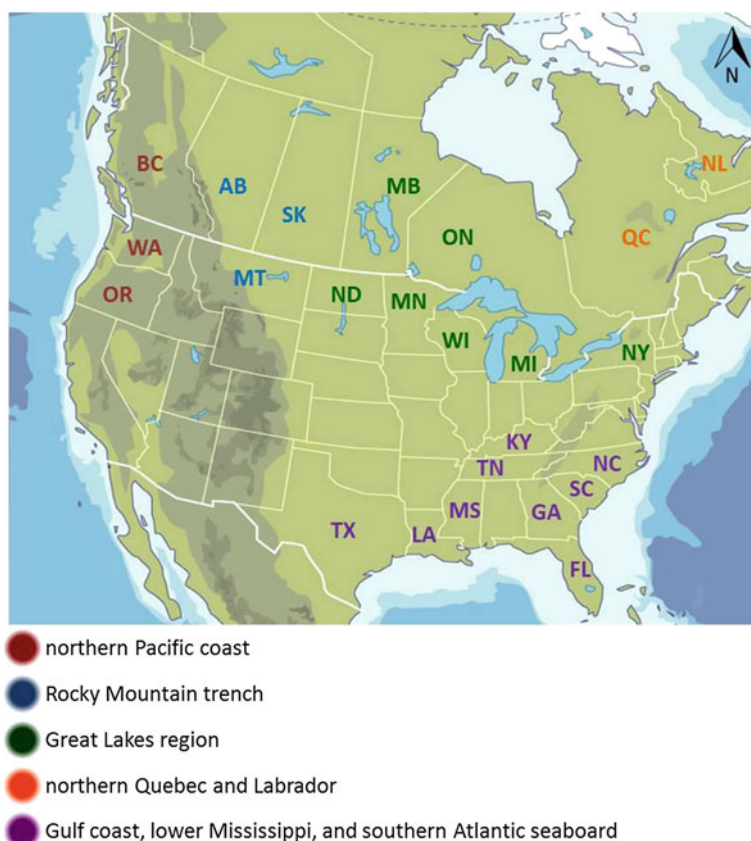 N
BC
AB
SK
MB
ON
NL
QC
WA
OR
MT
ND
MN
WI
MI
NY
KY
TN
NC
SC
MS
GA
TX
LA
FL
northern Pacific coast
Rocky Mountain trench
Great Lakes region
northern Quebec and Labrador
Gulf coast, lower Mississippi, and southern Atlantic seaboard